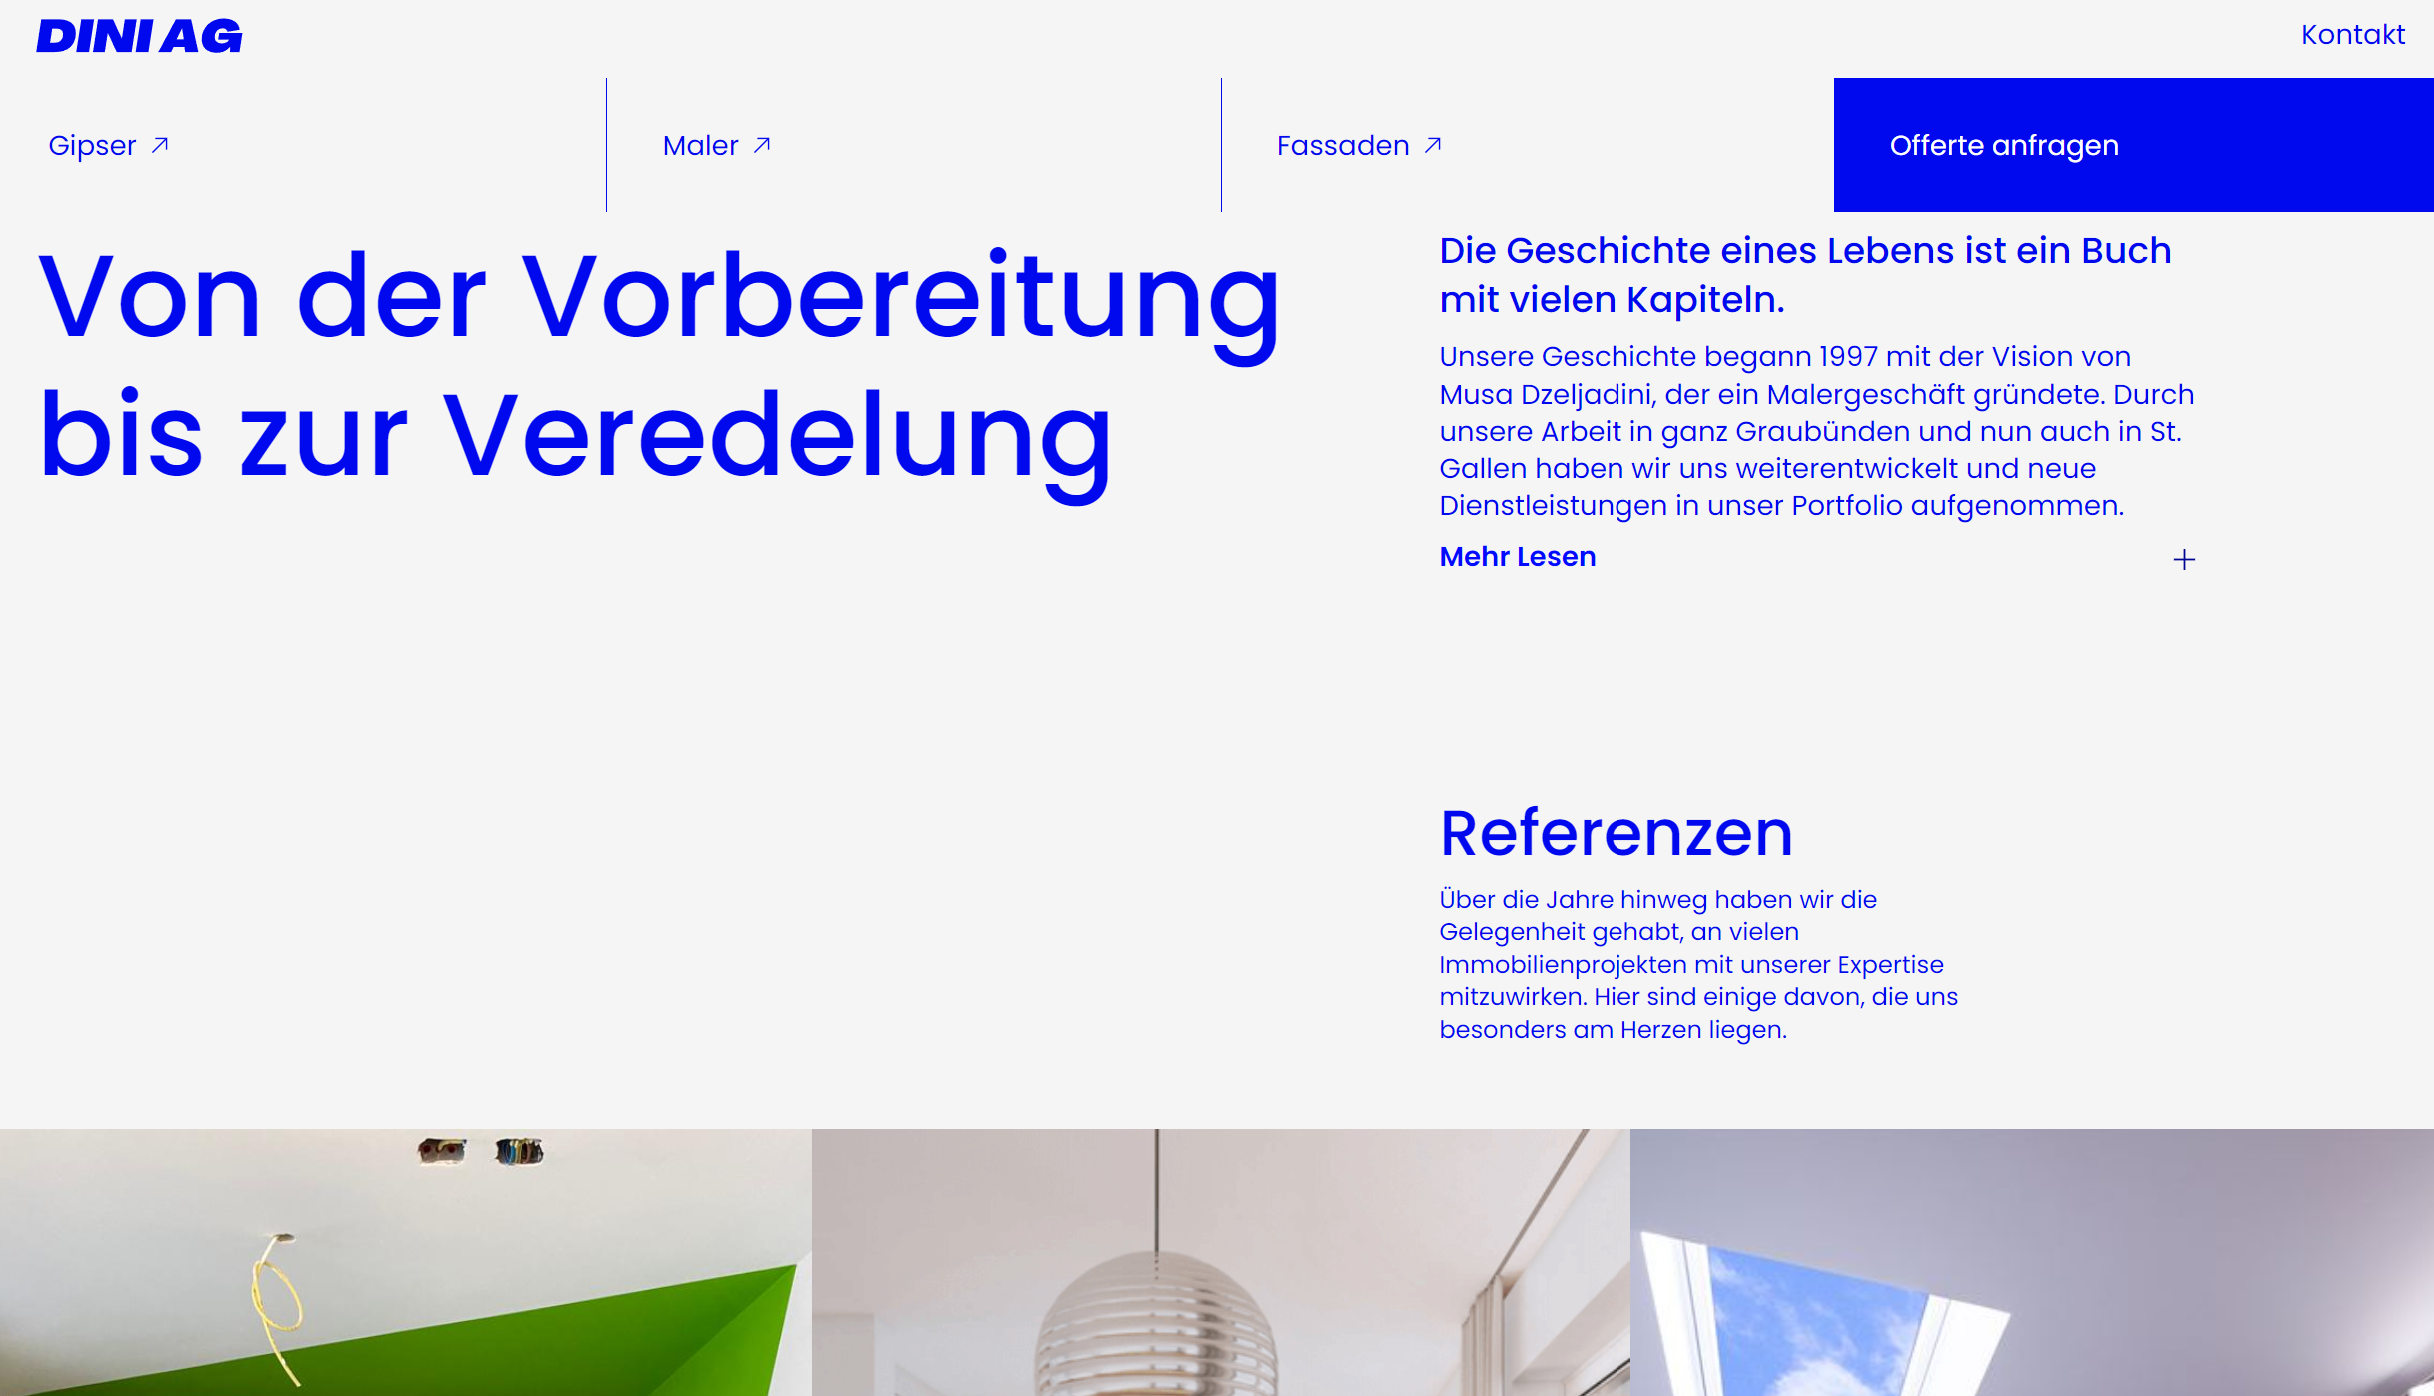 DINI AG
Kontakt
Gipser
Maler
Fassaden
Offerte anfragen
Von der Vorbereitung
bis zur Veredelung
Die Geschichte eines Lebens ist ein Buch
mit vielen Kapiteln.
Unsere Geschichte begann 1997 mit der Vision von
Musa Dzeljadini, der ein Malergeschäft gründete. Durch
unsere Arbeit in ganz Graubünden und nun auch in St.
Gallen haben wir uns weiterentwickelt und neue
Dienstleistungen in unser Portfolio aufgenommen.
Mehr Lesen
Referenzen
Über die Jahre hinweg haben wir die
Gelegenheit gehabt, an vielen
Immobilienprojekten mit unserer Expertise
mitzuwirken. Hier sind einige davon, die uns
besonders am Herzen liegen.